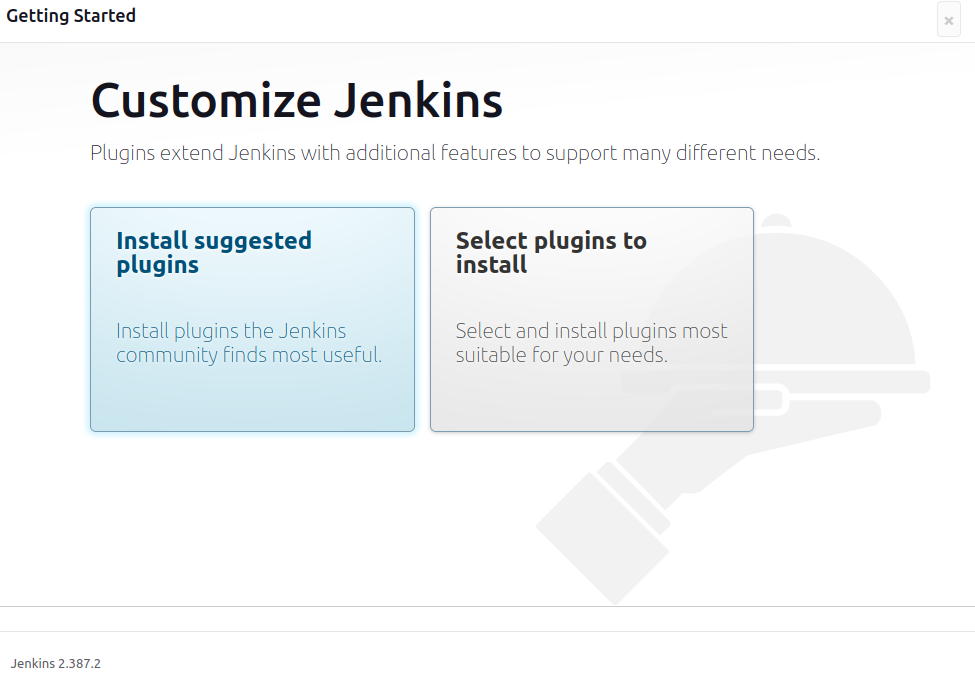 Getting Started
×
Customize Jenkins
Plugins extend Jenkins with additional features to support many different needs.
Install suggested
plugins
Install plugins the Jenkins
community finds most useful.
Select plugins to
install
Select and install plugins most
suitable for your needs.
Jenkins 2.387.2